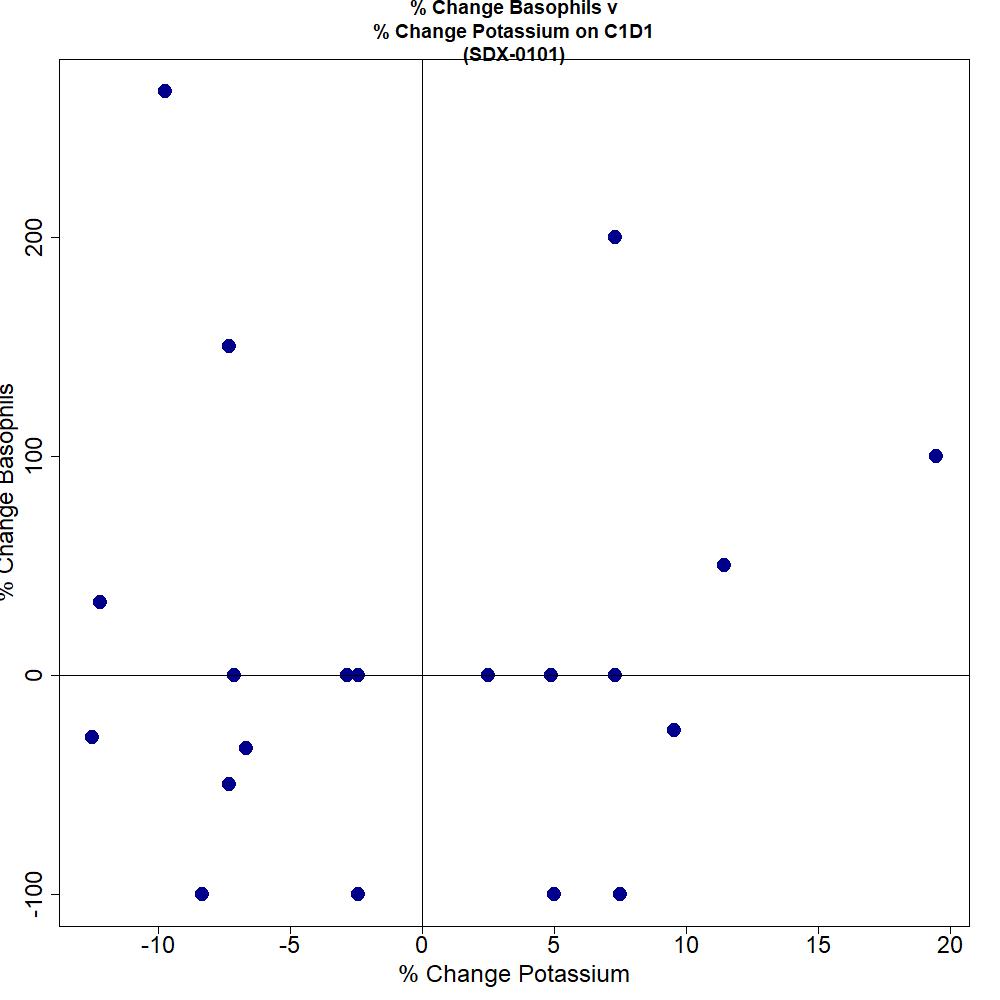 % Change Basophils v
% Change Potassium on C1D1
(SDX-0101)
% Change Basophils
200
100
0
-100
-10
-5
0
5
10
15
20
% Change Potassium